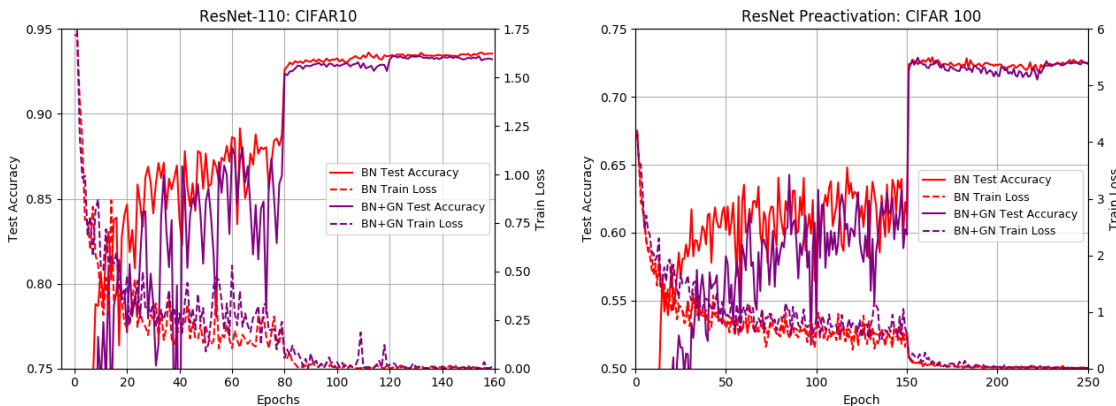 ResNet-110: CIFAR10
0.95
0.90
0.85
0.80
0.75
Test Accuracy
1.75
1.50
1.25
1.00
0.75
0.50
0.25
0.00
Train Loss
BN Test Accuracy
BN Train Loss
BN+GN Test Accuracy
BN+GN Train Loss
0 20 40 60 80 100 120 140 160
Epochs
ResNet Preactivation: CIFAR 100
0.75
0.70
0.65
0.60
0.55
0.50
Test Accuracy
6
5
4
3
2
1
0
Train Loss
BN Test Accuracy
BN Train Loss
BN+GN Test Accuracy
BN+GN Train Loss
0 50 100 150 200 250
Epoch